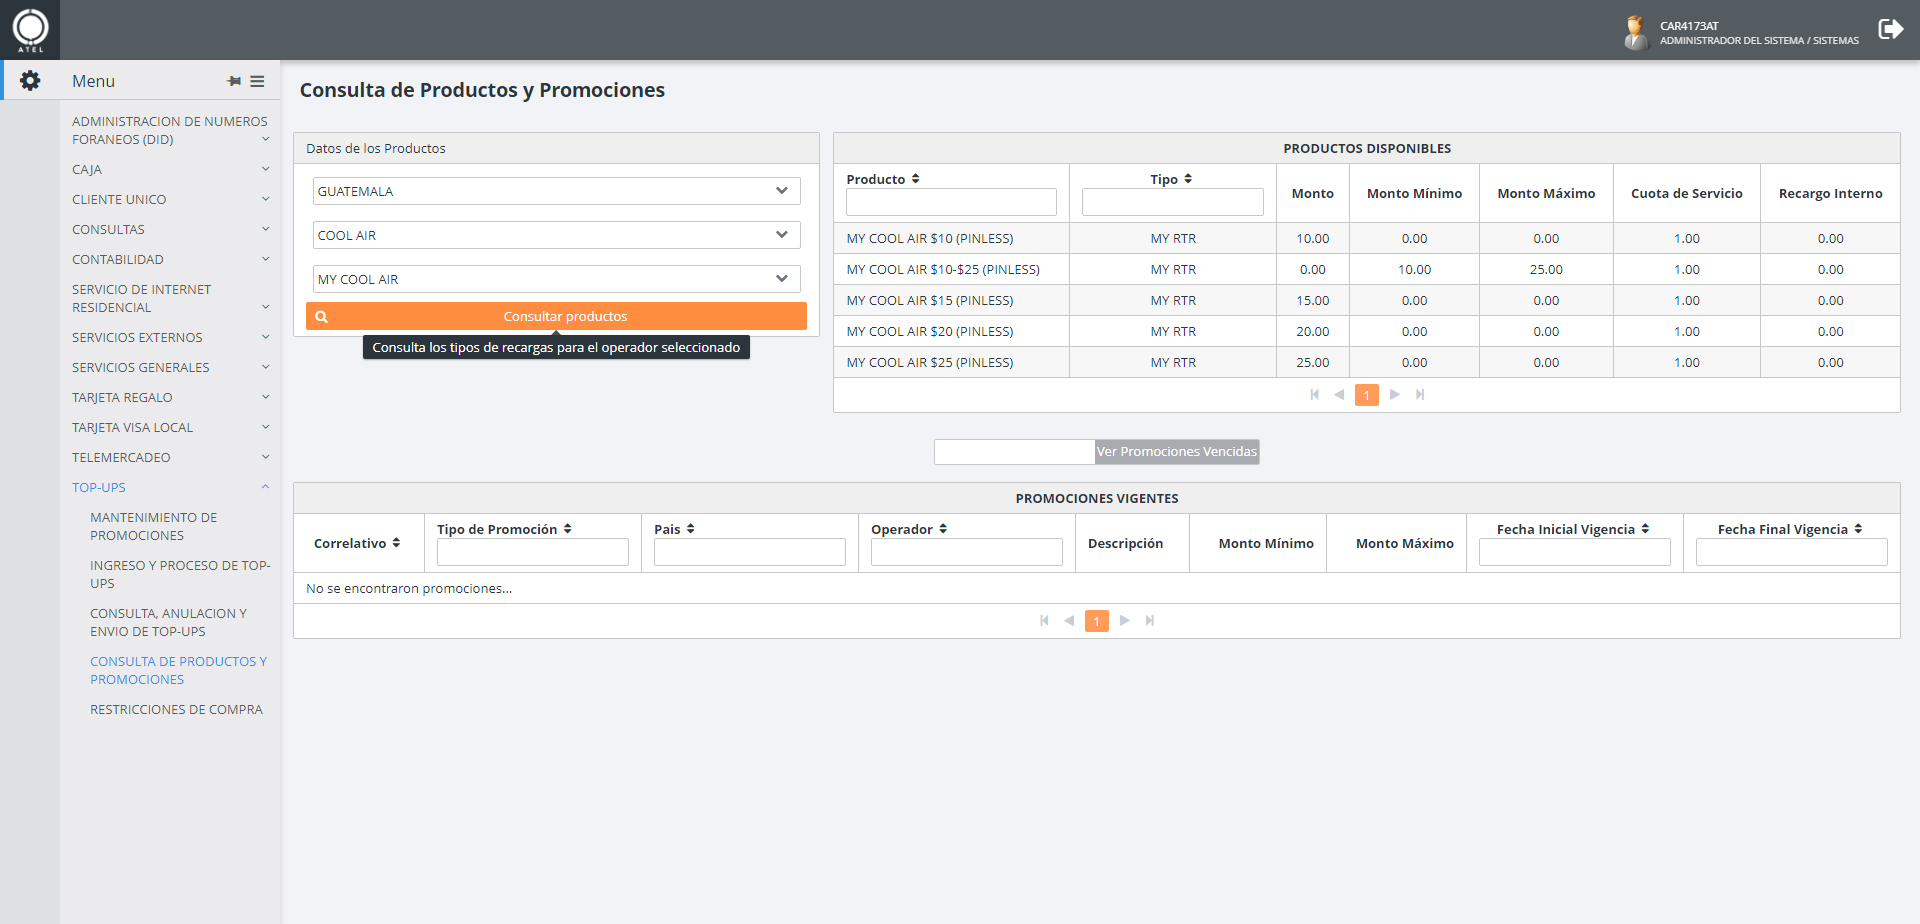 ATEL
CAR4173AT
ADMINISTRADOR DEL SISTEMA / SISTEMAS
Menu
ADMINISTRACION DE NUMEROS
FORANEOS (DID)
CAJA
CLIENTE UNICO
CONSULTAS
CONTABILIDAD
SERVICIO DE INTERNET
RESIDENCIAL
SERVICIOS EXTERNOS
SERVICIOS GENERALES
TARJETA REGALO
TARJETA VISA LOCAL
TELEMERCADEO
TOP-UPS
MANTENIMIENTO DE
PROMOCIONES
INGRESO Y PROCESO DE TOP-
UPS
CONSULTA, ANULACION Y
ENVIO DE TOP-UPS
CONSULTA DE PRODUCTOS Y
PROMOCIONES
RESTRICCIONES DE COMPRA
Consulta de Productos y Promociones
Datos de los Productos
GUATEMALA
COOL AIR
MY COOL AIR
Consultar productos
Consulta los tipos de recargas para el operador seleccionado
PRODUCTOS DISPONIBLES
Producto Tipo Monto Monto Mínimo Monto Máximo Cuota de Servicio Recargo Interno
MY COOL AIR $10 (PINLESS) MY RTR 10.00 0.00 0.00 1.00 0.00
MY COOL AIR $10-$25 (PINLESS) MY RTR 0.00 10.00 25.00 1.00 0.00
MY COOL AIR $15 (PINLESS) MY RTR 15.00 0.00 0.00 1.00 0.00
MY COOL AIR $20 (PINLESS) MY RTR 20.00 0.00 0.00 1.00 0.00
MY COOL AIR $25 (PINLESS) MY RTR 25.00 0.00 0.00 1.00 0.00
1
Ver Promociones Vencidas
PROMOCIONES VIGENTES
Correlativo Tipo de Promoción Pais Operador Descripción Monto Mínimo Monto Máximo Fecha Inicial Vigencia Fecha Final Vigencia
No se encontraron promociones...
1